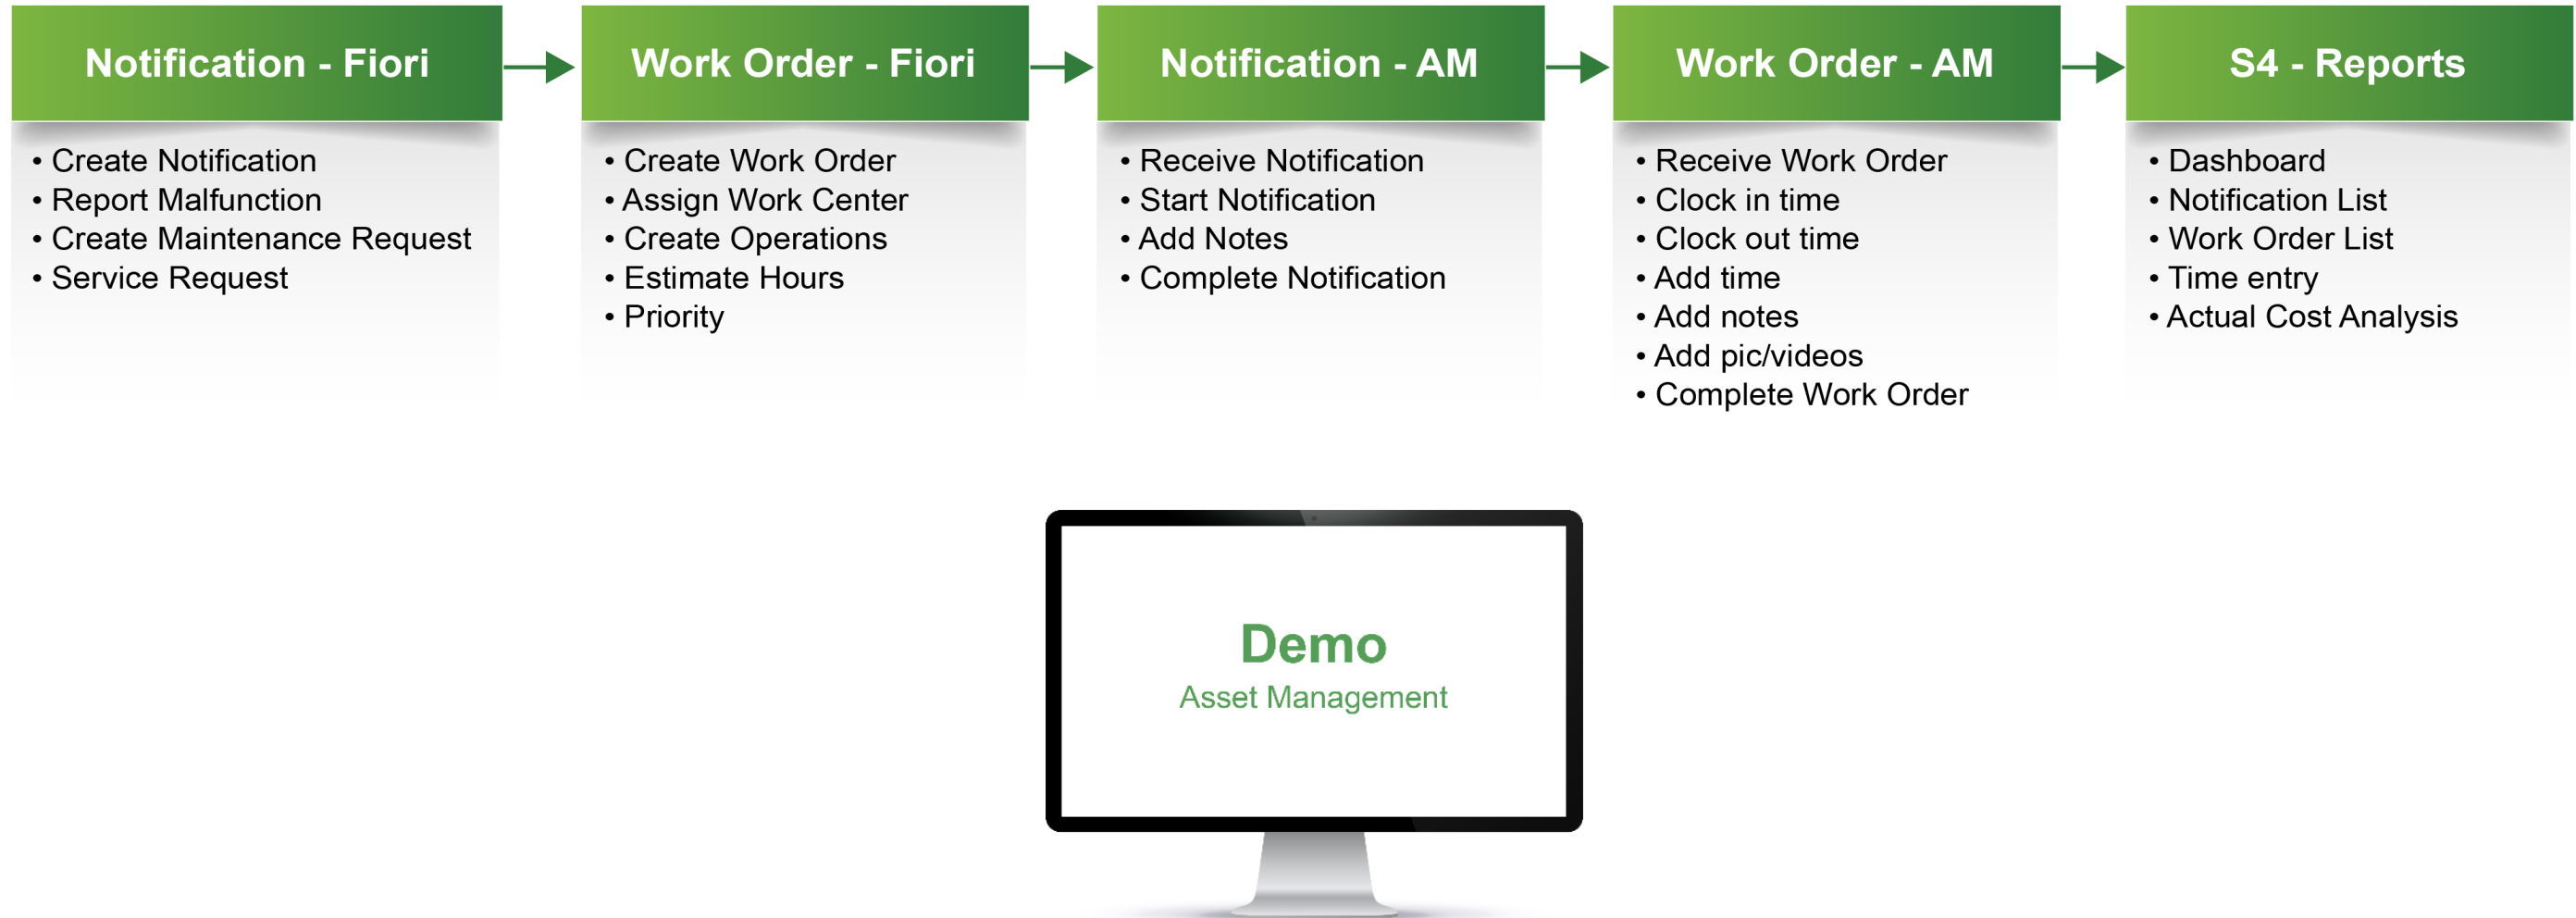 Notification - Fiori
• Create Notification
• Report Malfunction
• Create Maintenance Request
• Service Request
Work Order - Fiori
• Create Work Order
• Assign Work Center
• Create Operations
• Estimate Hours
• Priority
Notification - AM
• Receive Notification
• Start Notification
• Add Notes
• Complete Notification
Work Order - AM
• Receive Work Order
• Clock in time
• Clock out time
• Add time
• Add notes
• Add pic/videos
• Complete Work Order
S4 - Reports
• Dashboard
• Notification List
• Work Order List
• Time entry
• Actual Cost Analysis
Demo
Asset Management